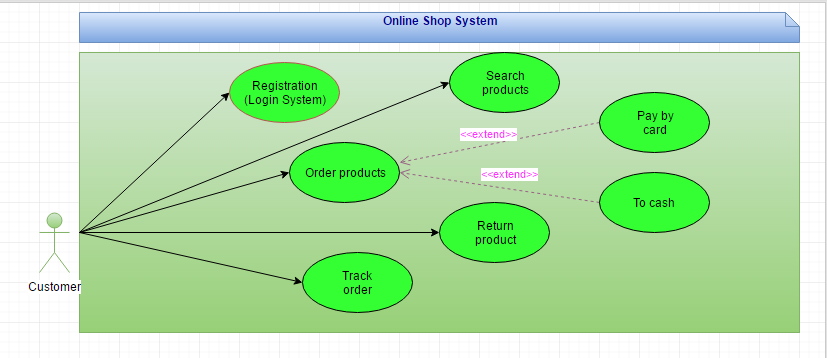 Online Shop System
Registration
(Login System)
Search
products
Pay by
card
<<extend>>
Order products
<<extend>>
To cash
Return
product
Track
order
Customer